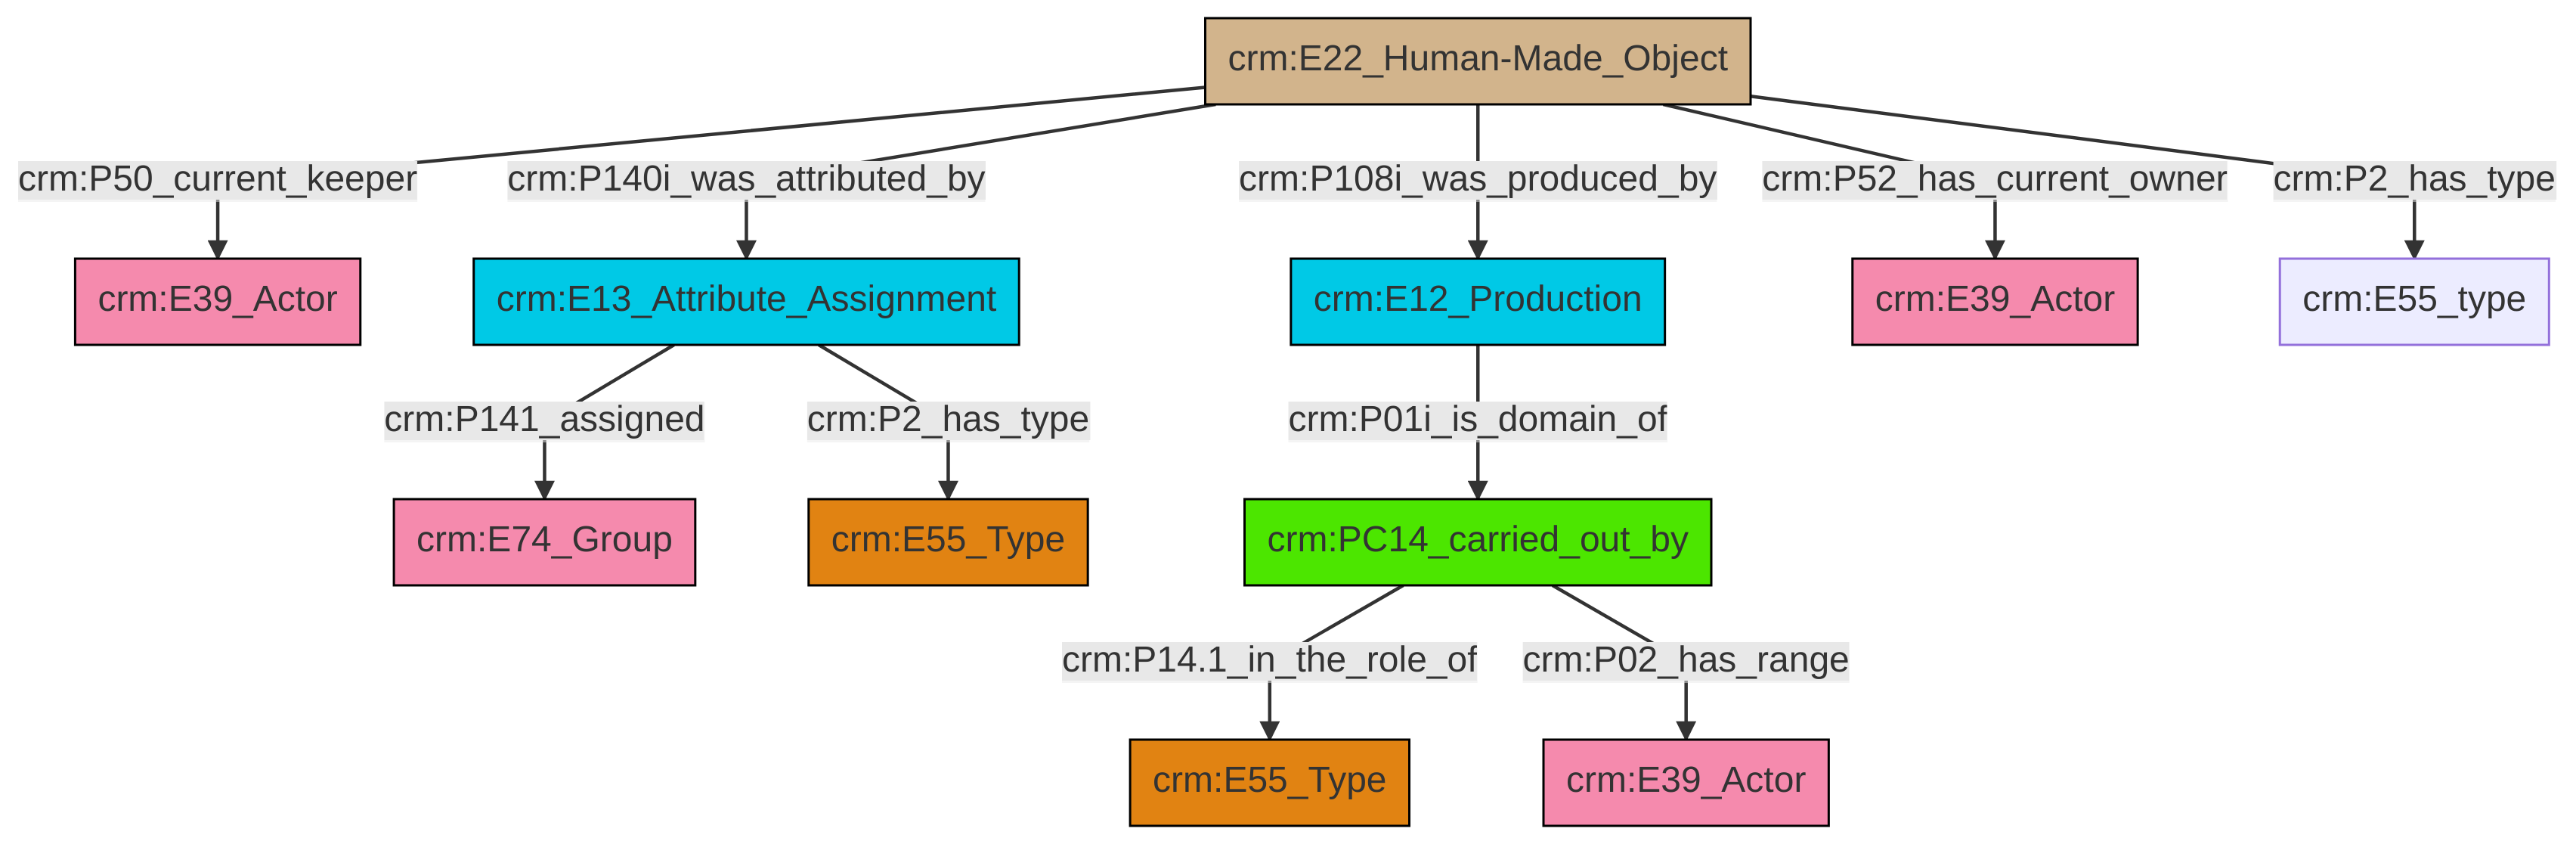 crm:E22_Human-Made_Object
crm:P50_current_keeper
crm:P140i_was_attributed_by
crm:P108i_was_produced_by
crm:P52_has_current_owner
crm:P2_has_type
crm:E39_Actor
crm:E13_Attribute_Assignment
crm:E12_Production
crm:E39_Actor
crm:E55_type
crm:P141_assigned
crm:P2_has_type
crm:P01i_is_domain_of
crm:E74_Group
crm:E55_Type
crm:PC14_carried_out_by
crm:P14.1_in_the_role_of
crm:P02_has_range
crm:E55_Type
crm:E39_Actor